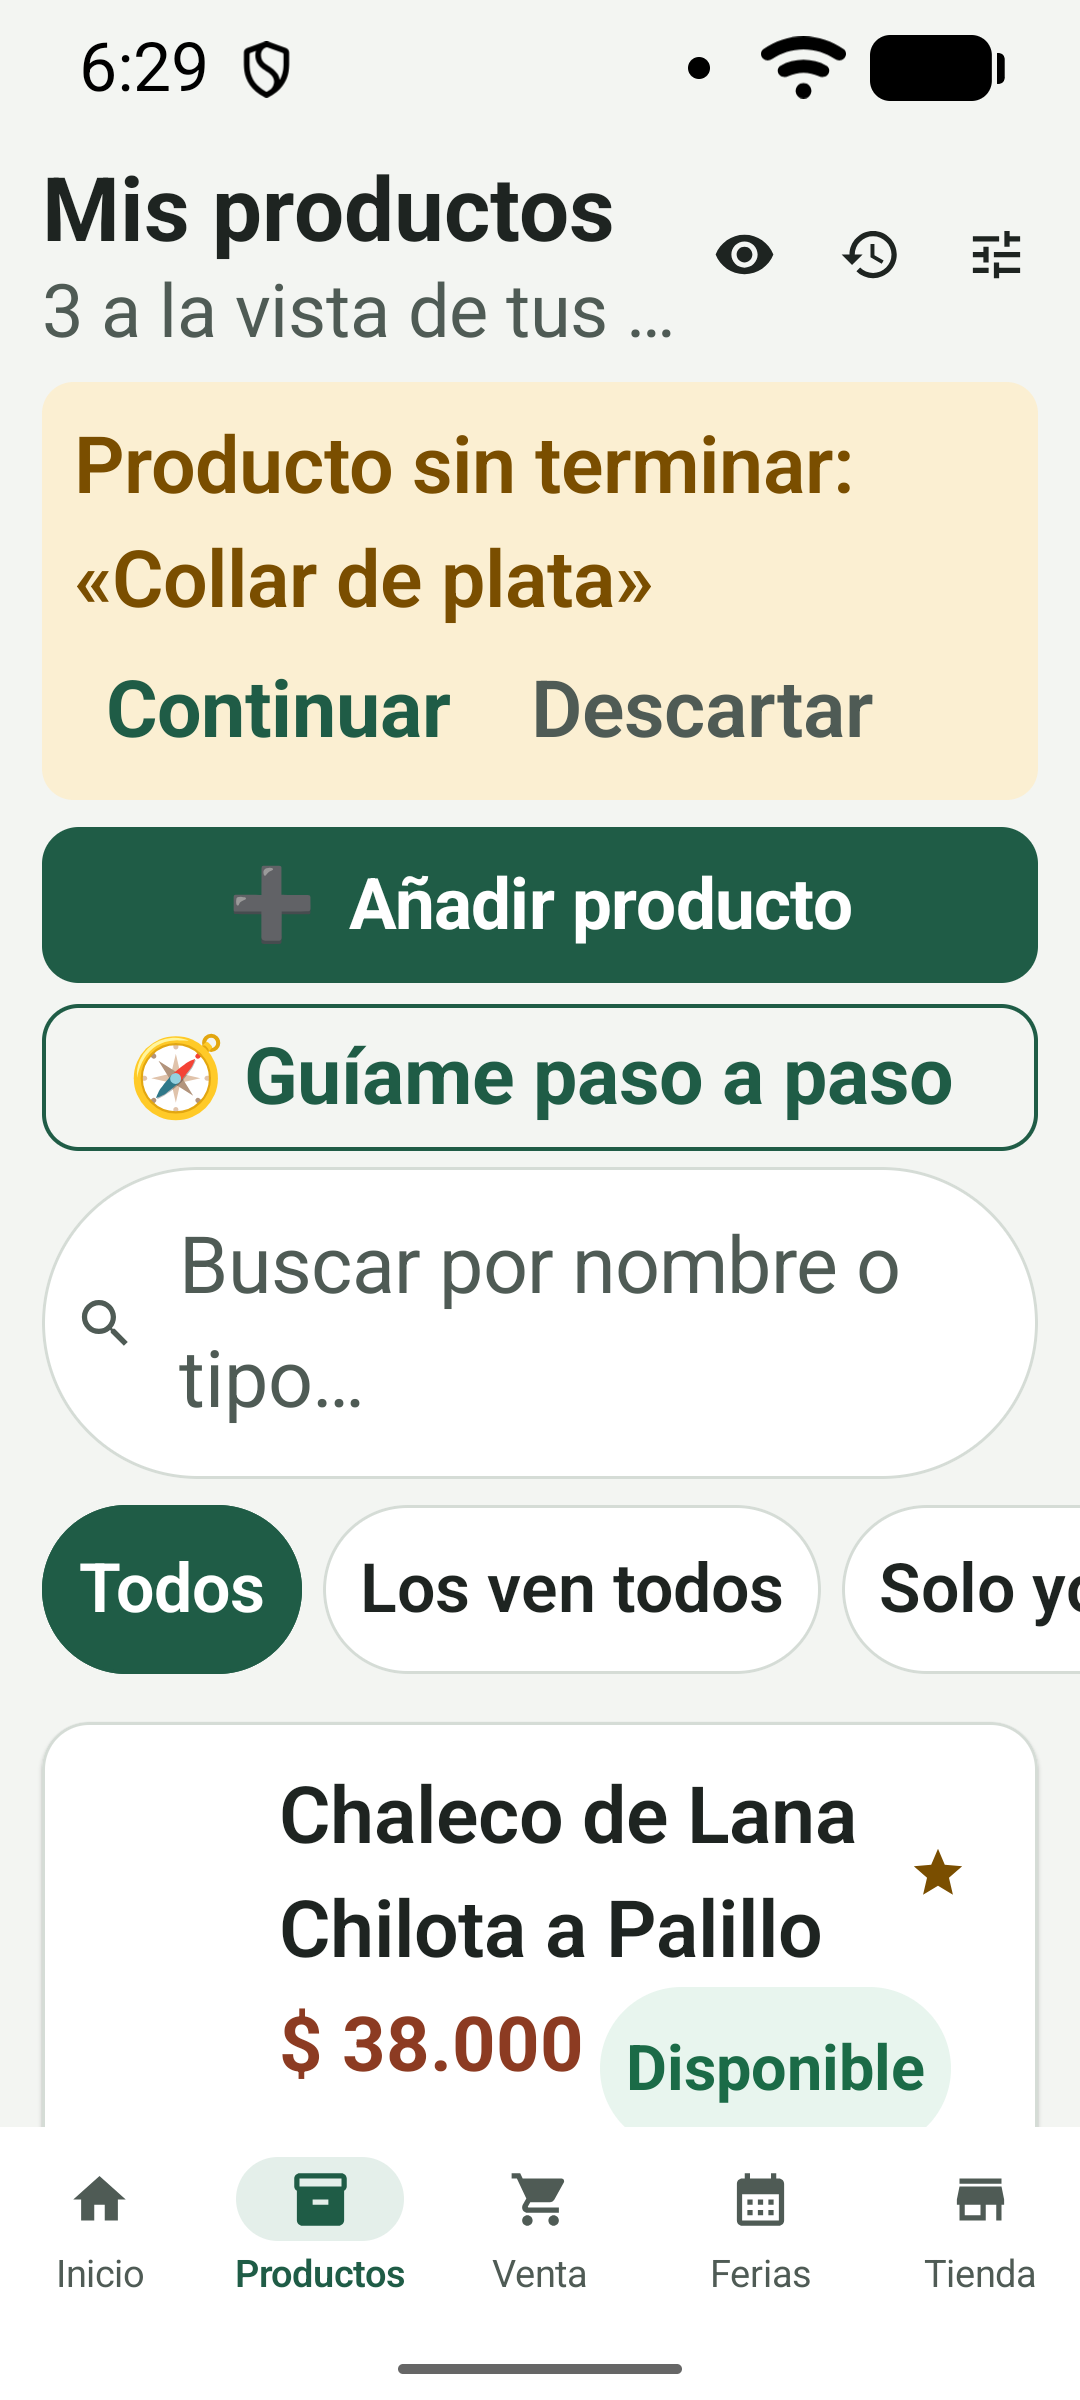 6:29
Mis productos
3 a la vista de tus ...
Producto sin terminar:
«Collar de plata»
Continuar Descartar
Añadir producto
Guíame paso a paso
Buscar por nombre o
tipo...
Todos Los ven todos Solo yo
Chaleco de Lana
Chilota a Palillo
$ 38.000 Disponible
Inicio Productos Venta Ferias Tienda